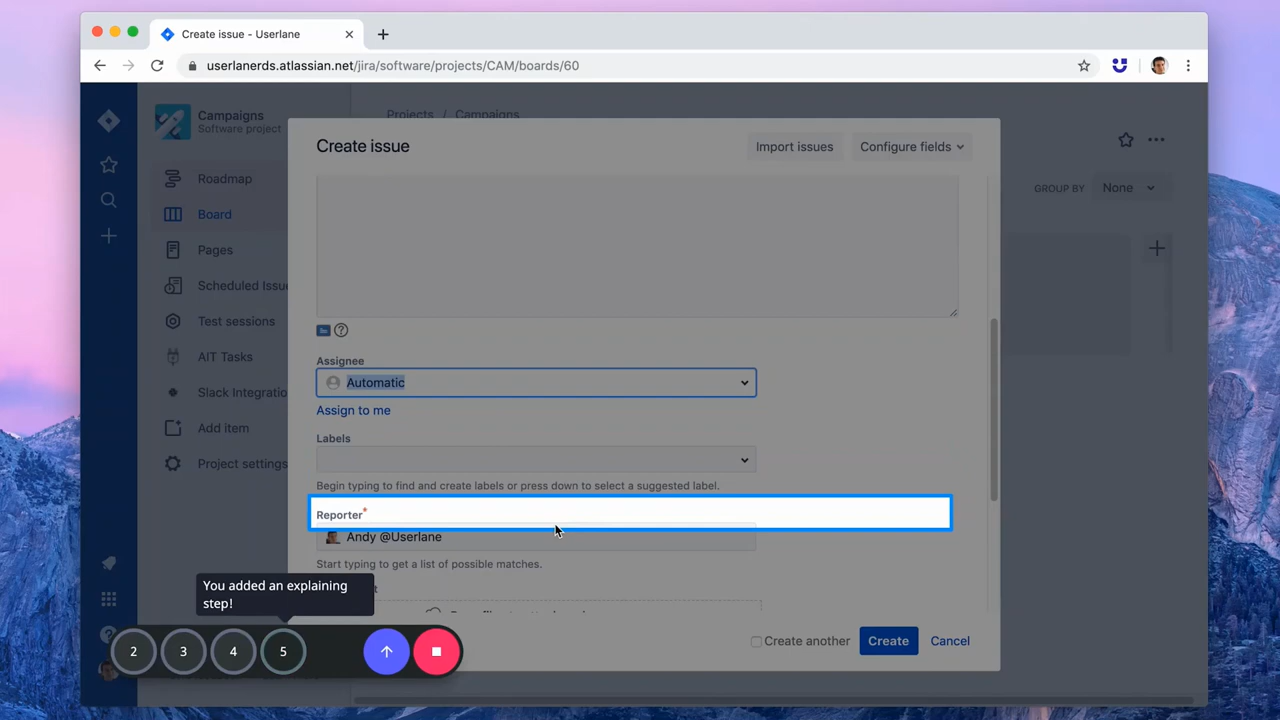 Create issue - Userlane
userlanerds.atlassian.net/jira/software/projects/CAM/boards/60
Campaigns
Software project
Projects / Campaigns
Create issue
Import issues
Configure fields
Roadmap
GROUP BY
None
Board
Pages
Scheduled Issu
Test sessions
Assignee
AIT Tasks
Automatic
Slack Integratio
Assign to me
Add item
Labels
Project settings
Begin typing to find and create labels or press down to select a suggested label.
Reporter*
Andy @Userlane
Start typing to get a list of possible matches.
You added an explaining
step!
2
3
4
5
Create another
Create
Cancel